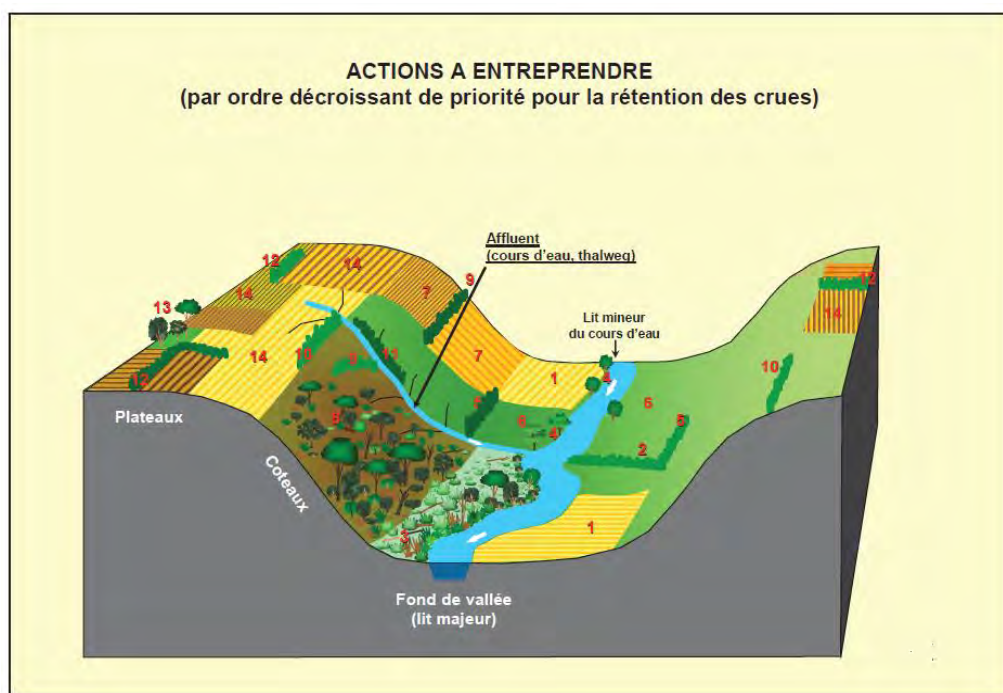 ACTIONS A ENTREPRENDRE
(par ordre décroissant de priorité pour la rétention des crues)
Affluent
(cours d'eau, thalweg)
Lit mineur
du cours d'eau
12
14
9
7
12
14
13
14
14
10
9
11
7
1
4
6
5
10
12
8
5
6
4
2
1
3
Plateaux
Coteaux
Fond de vallée
(lit majeur)